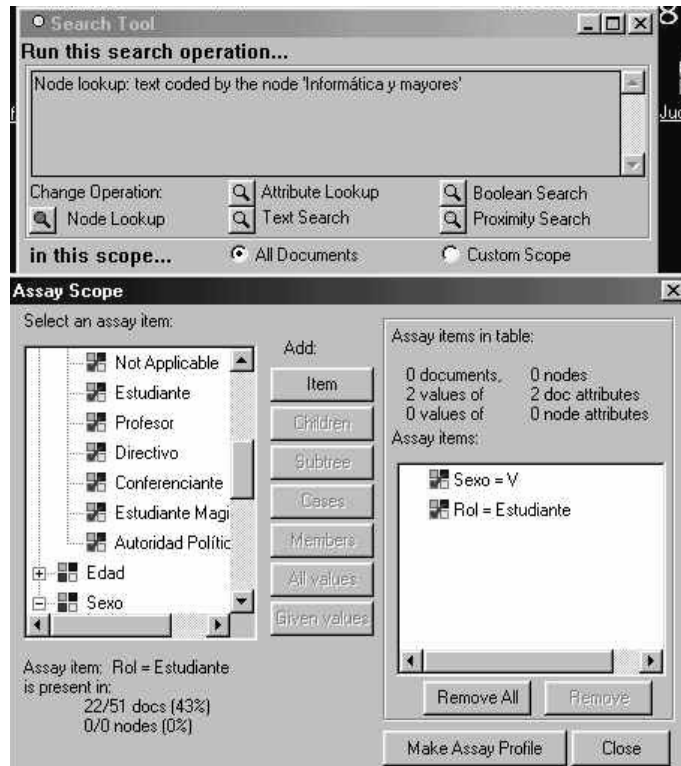 Search Tool
Run this search operation...
Node lookup: text coded by the node 'Informática y mayores'
Change Operation:
Attribute Lookup
Boolean Search
Node Lookup
Text Search
Proximity Search
in this scope...
All Documents
Custom Scope
Assay Scope
Select an assay item:
Not Applicable
Estudiante
Profesor
Directivo
Conferenciante
Estudiante Magi
Autoridad Polític
Edad
Sexo
Assay item: Rol = Estudiante
is present in:
22/51 docs (43%)
0/0 nodes (0%)
Add:
Item
Children
Subtree
Cases
Members
All values
Given values
Assay items in table:
0 documents, 0 nodes
2 values of 2 doc attributes
0 values of 0 node attributes
Assay items:
Sexo = V
Rol = Estudiante
Remove All
Remove
Make Assay Profile
Close